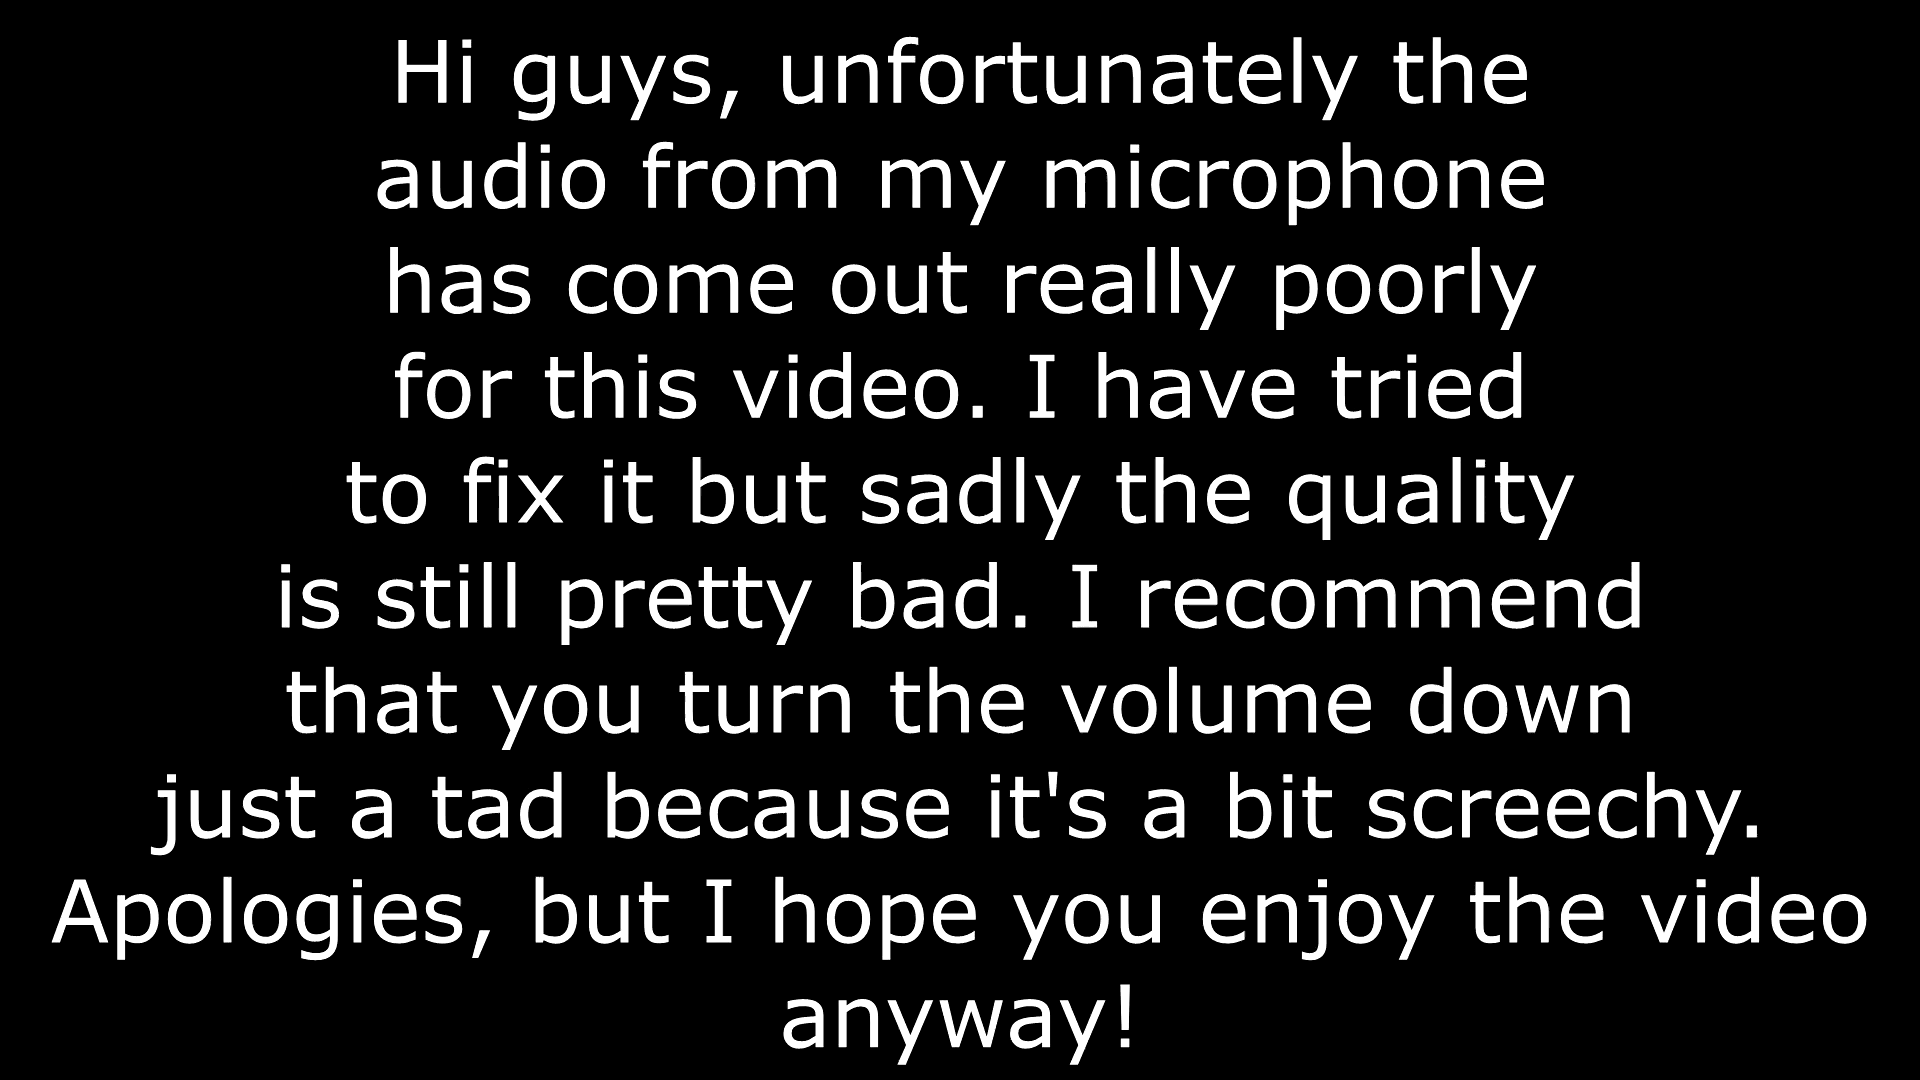 Hi guys, unfortunately the
audio from my microphone
has come out really poorly
for this video. I have tried
to fix it but sadly the quality
is still pretty bad. I recommend
that you turn the volume down
just a tad because it's a bit screechy.
Apologies, but I hope you enjoy the video
anyway!